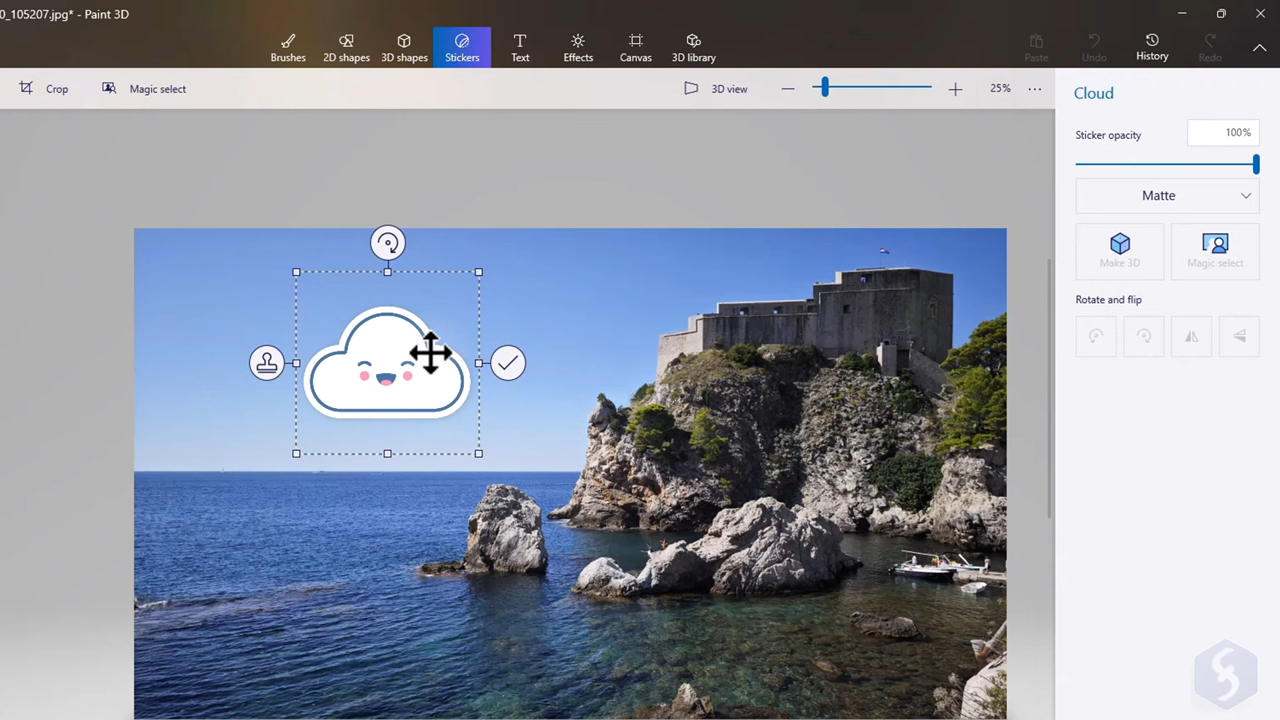 0_105207.jpg* - Paint 3D
Brushes
2D shapes
3D shapes
Stickers
Text
Effects
Canvas
3D library
Paste
Undo
History
Redo
Crop
Magic select
3D view
25%
Cloud
Sticker opacity
100%
Matte
Make 3D
Magic select
Rotate and flip